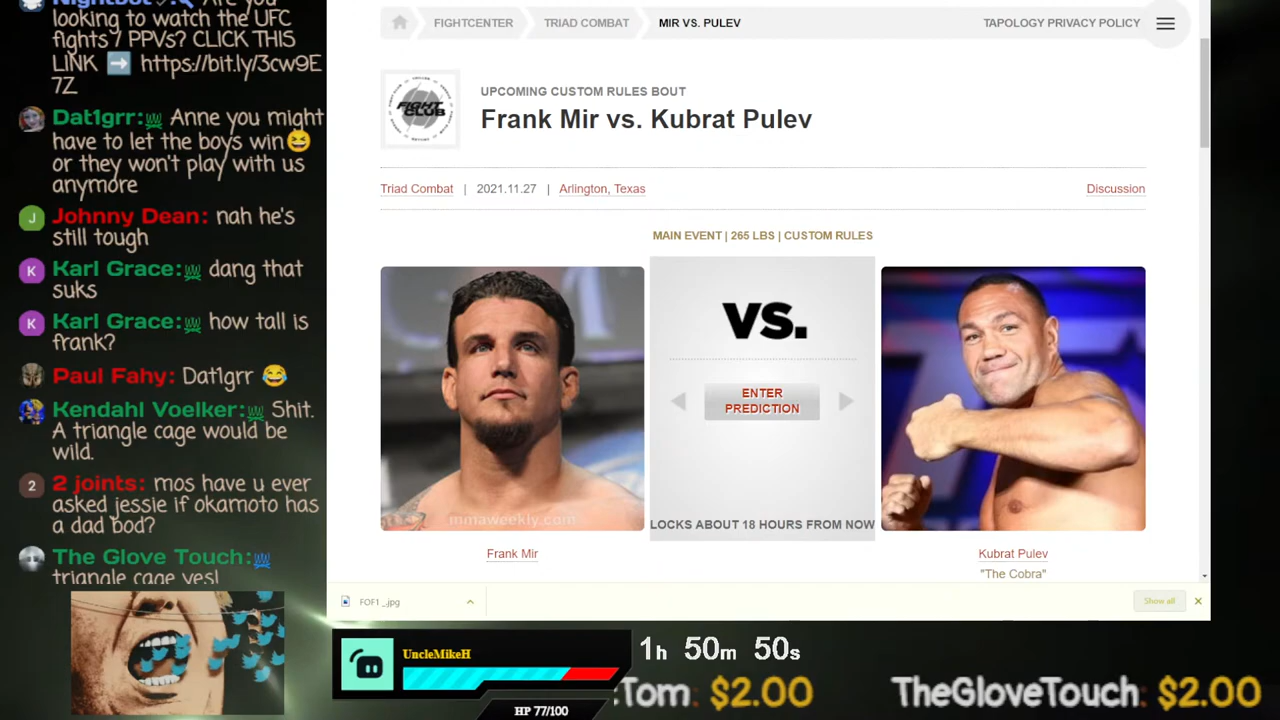 Nightbot: Are you
looking to watch the UFC
fights / PPVs? CLICK THIS
LINK ➡ https://bit.ly/3cw9E
7Z
Dat1grr: Anne you might
have to let the boys win😆
or they won't play with us
anymore
J
Johnny Dean: nah he's
still tough
K
Karl Grace: dang that
suks
K
Karl Grace: how tall is
frank?
Paul Fahy: Dat1grr 😂
Kendahl Voelker: Shit.
A triangle cage would be
wild.
2
2 joints: mos have u ever
asked jessie if okamoto has
a dad bod?
The Glove Touch:
triangle cage yes!
FIGHTCENTER TRIAD COMBAT MIR VS. PULEV TAPOLOGY PRIVACY POLICY
FIGHT
CLUB
UPCOMING CUSTOM RULES BOUT
Frank Mir vs. Kubrat Pulev
Triad Combat | 2021.11.27 | Arlington, Texas Discussion
MAIN EVENT | 265 LBS | CUSTOM RULES
VS.
ENTER
PREDICTION
LOCKS ABOUT 18 HOURS FROM NOW
mmaweekly.com
Frank Mir
Kubrat Pulev
"The Cobra"
FOF1_.jpg
Show all
UncleMikeH
HP 77/100
1h 50m 50s
Tom: $2.00 TheGloveTouch: $2.00